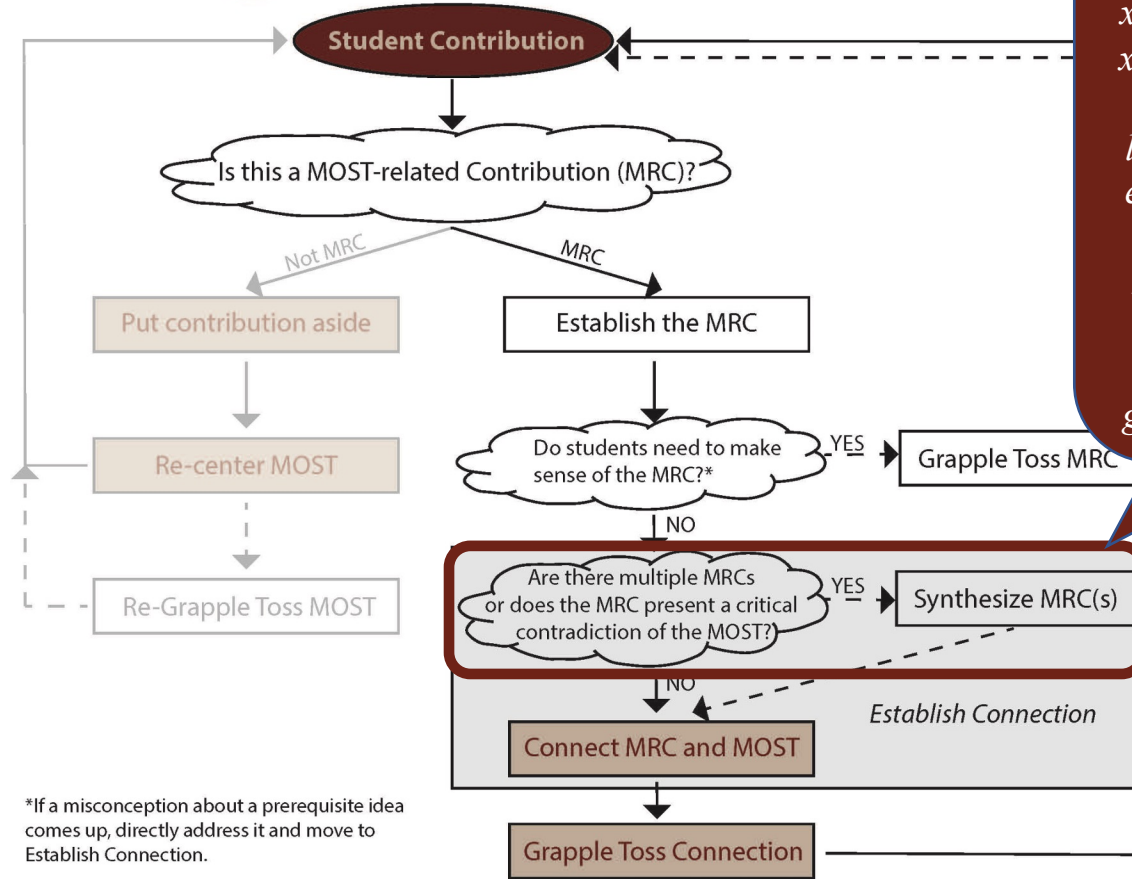 Student Contribution
Is this a MOST-related Contribution (MRC)?
Not MRC
MRC
Put contribution aside
Establish the MRC
Re-center MOST
Do students need to make
sense of the MRC?*
YES
Grapple Toss MRC
NO
Re-Grapple Toss MOST
Are there multiple MRCs
or does the MRC present a critical
contradiction of the MOST?
YES
Synthesize MRC(s)
NO
Establish Connection
Connect MRC and MOST
*If a misconception about a prerequisite idea
comes up, directly address it and move to
Establish Connection.
Grapple Toss Connection
x
x